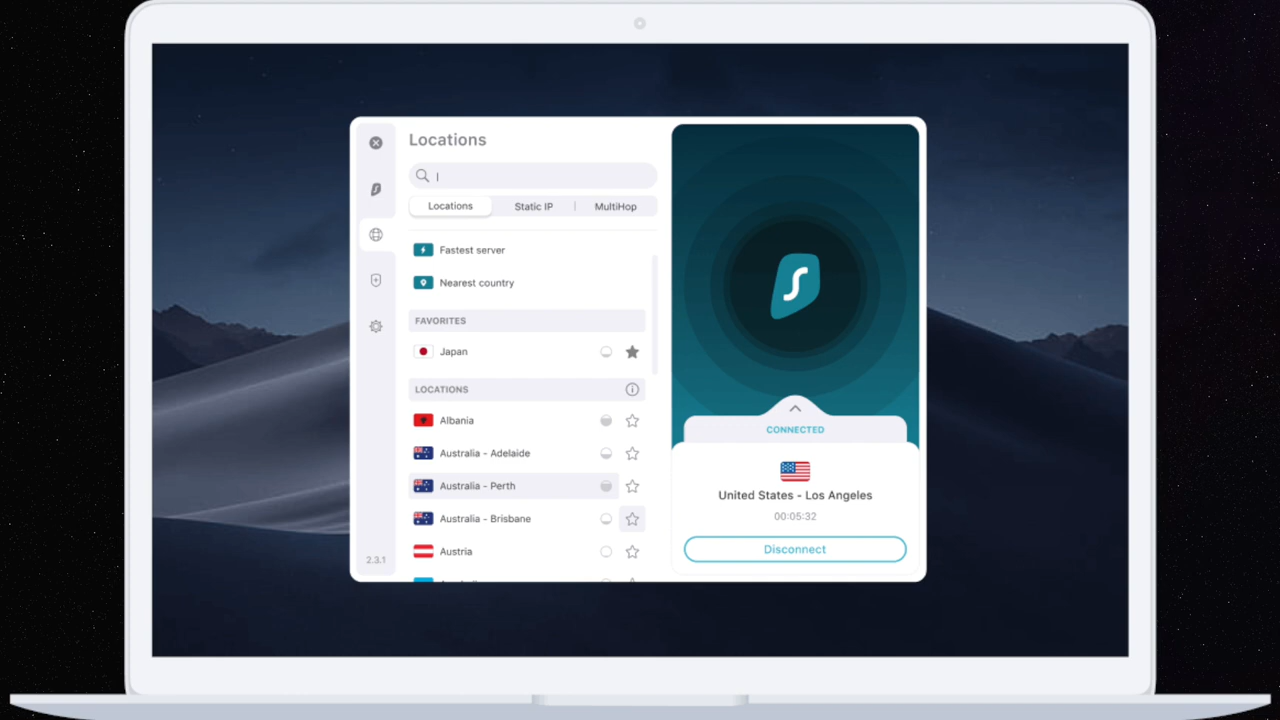 Locations
Locations
Static IP
MultiHop
Fastest server
Nearest country
FAVORITES
Japan
LOCATIONS
Albania
Australia - Adelaide
Australia - Perth
Australia - Brisbane
Austria
2.3.1
CONNECTED
United States - Los Angeles
00:05:32
Disconnect